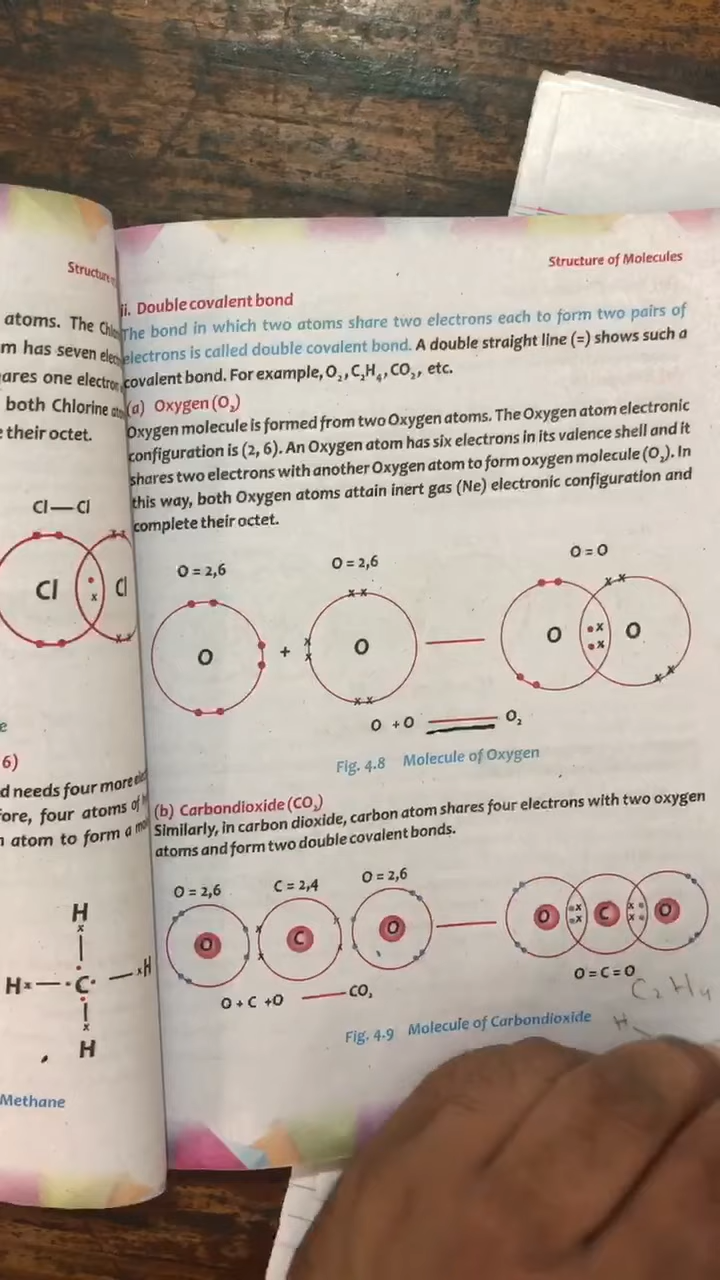 Structure
atoms. The Chlo
m has seven elec
ares one electron
both Chlorine
their octet.
Cl—Cl
Cl
Cl
e
6)
d needs four more
fore, four atoms of
atom to form a
H
x
H x — · C · — x H
x
H
Methane
Structure of Molecules
ii. Double covalent bond
The bond in which two atoms share two electrons each to form two pairs of
electrons is called double covalent bond. A double straight line (=) shows such a
covalent bond. For example, O₂, C₂H₄, CO₂, etc.
(a) Oxygen (O₂)
Oxygen molecule is formed from two Oxygen atoms. The Oxygen atom electronic
configuration is (2, 6). An Oxygen atom has six electrons in its valence shell and it
shares two electrons with another Oxygen atom to form oxygen molecule (O₂). In
this way, both Oxygen atoms attain inert gas (Ne) electronic configuration and
complete their octet.
O = 2,6 O = 2,6 O = O
O + O O O
O + O O₂
Fig. 4.8 Molecule of Oxygen
(b) Carbondioxide (CO₂)
Similarly, in carbon dioxide, carbon atom shares four electrons with two oxygen
atoms and form two double covalent bonds.
O = 2,6 C = 2,4 O = 2,6
O C O O C O
O + C + O — CO₂ O = C = O
C₂H₄
H
Fig. 4.9 Molecule of Carbondioxide